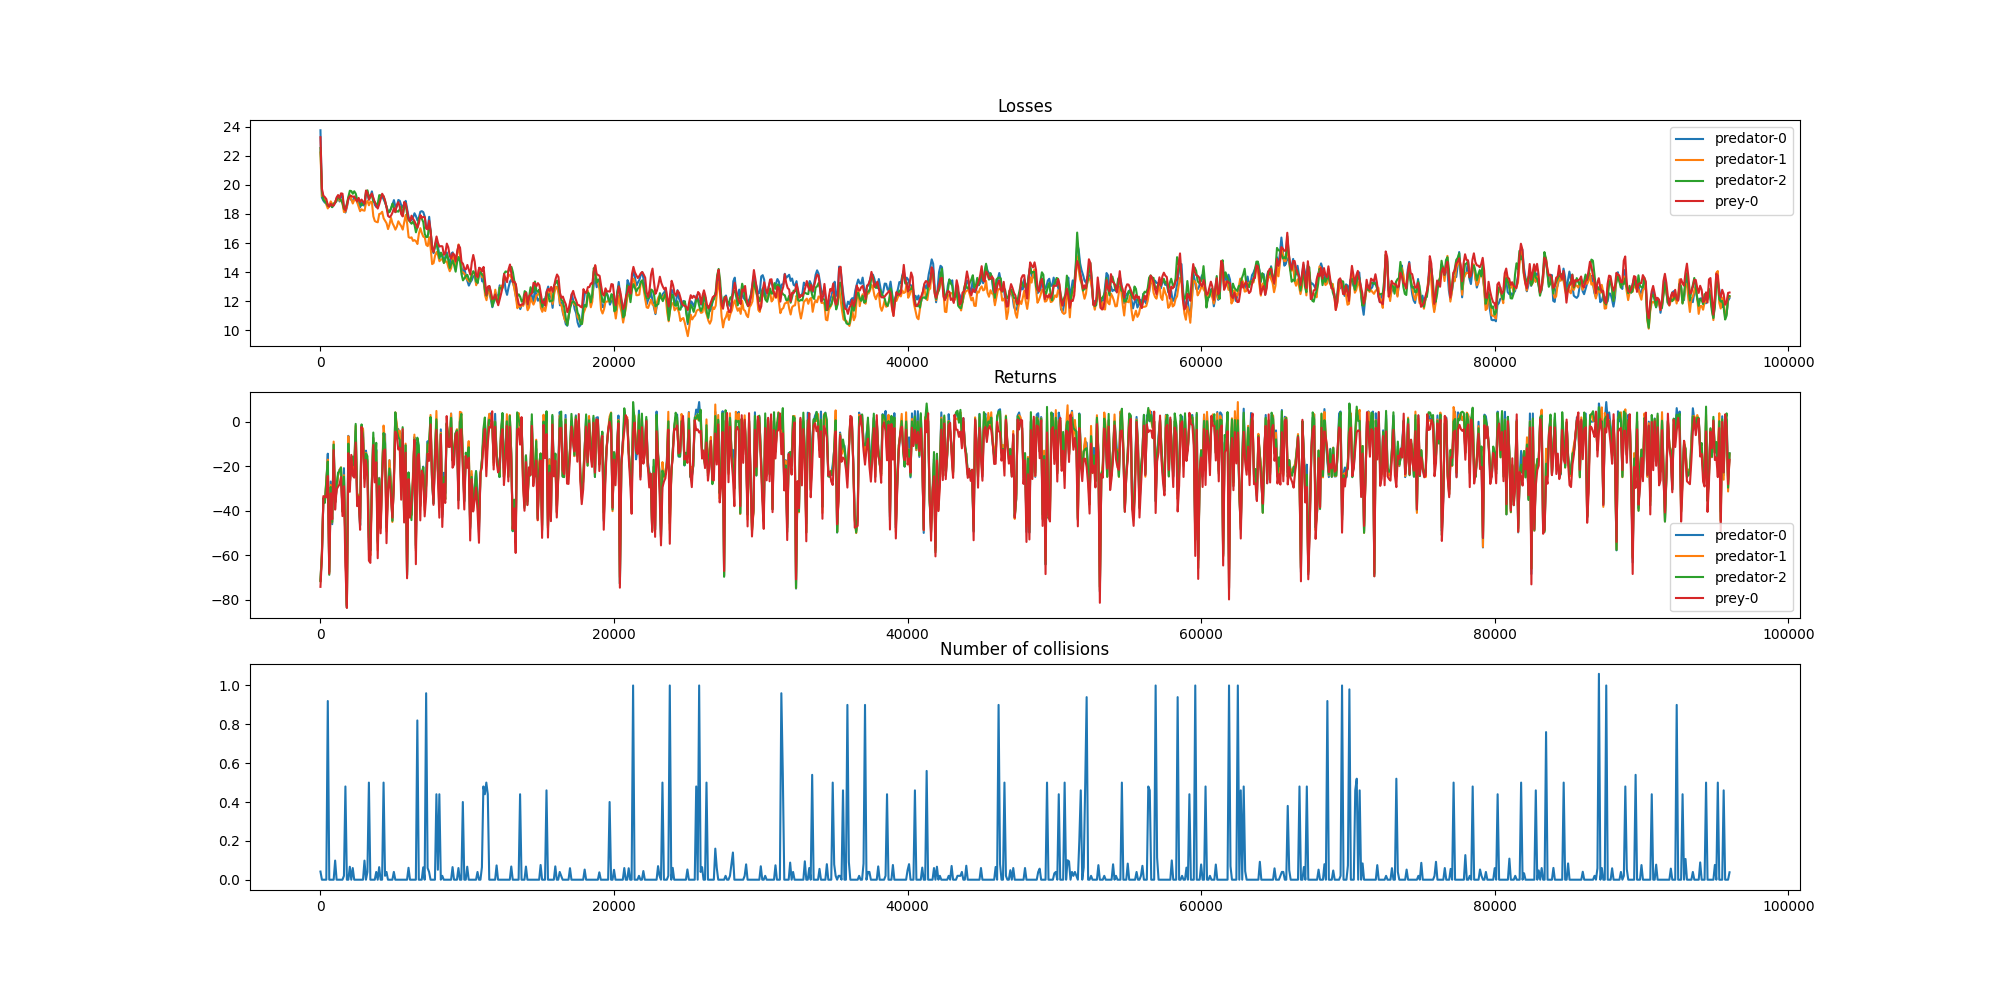 Losses
24
22
20
18
16
14
12
10
predator-0
predator-1
predator-2
prey-0
0 20000 40000 60000 80000 100000
Returns
0
−20
−40
−60
−80
predator-0
predator-1
predator-2
prey-0
0 20000 40000 60000 80000 100000
Number of collisions
1.0
0.8
0.6
0.4
0.2
0.0
0 20000 40000 60000 80000 100000